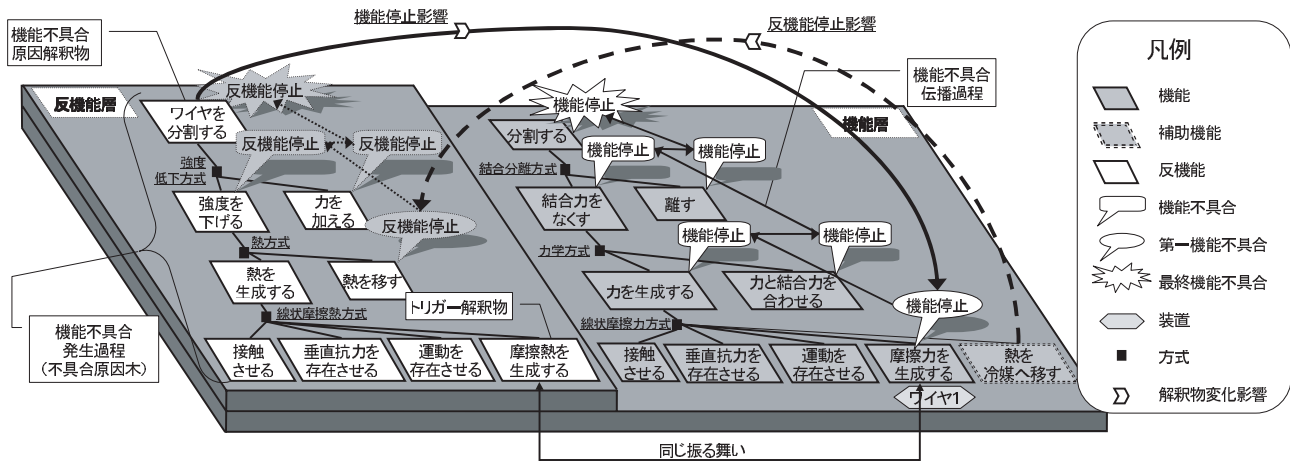 機能不具合
原因解釈物
機能停止影響
反機能停止影響
反機能層
反機能停止
ワイヤを
分割する
反機能停止
反機能停止
強度
低下方式
強度を
下げる
力を
加える
反機能停止
熱方式
熱を
生成する
熱を移す
トリガー解釈物
線状摩擦熱方式
機能不具合
発生過程
(不具合原因木)
接触
させる
垂直抗力を
存在させる
運動を
存在させる
摩擦熱を
生成する
機能不具合
伝播過程
機能層
機能停止
分割する
機能停止
機能停止
結合分離方式
結合力を
なくす
離す
機能停止
機能停止
力学方式
力を生成する
力と結合力を
合わせる
機能停止
線状摩擦力方式
接触
させる
垂直抗力を
存在させる
運動を
存在させる
摩擦力を
生成する
熱を
冷媒へ移す
ワイヤ1
同じ振る舞い
凡例
機能
補助機能
反機能
機能不具合
第一機能不具合
最終機能不具合
装置
方式
解釈物変化影響